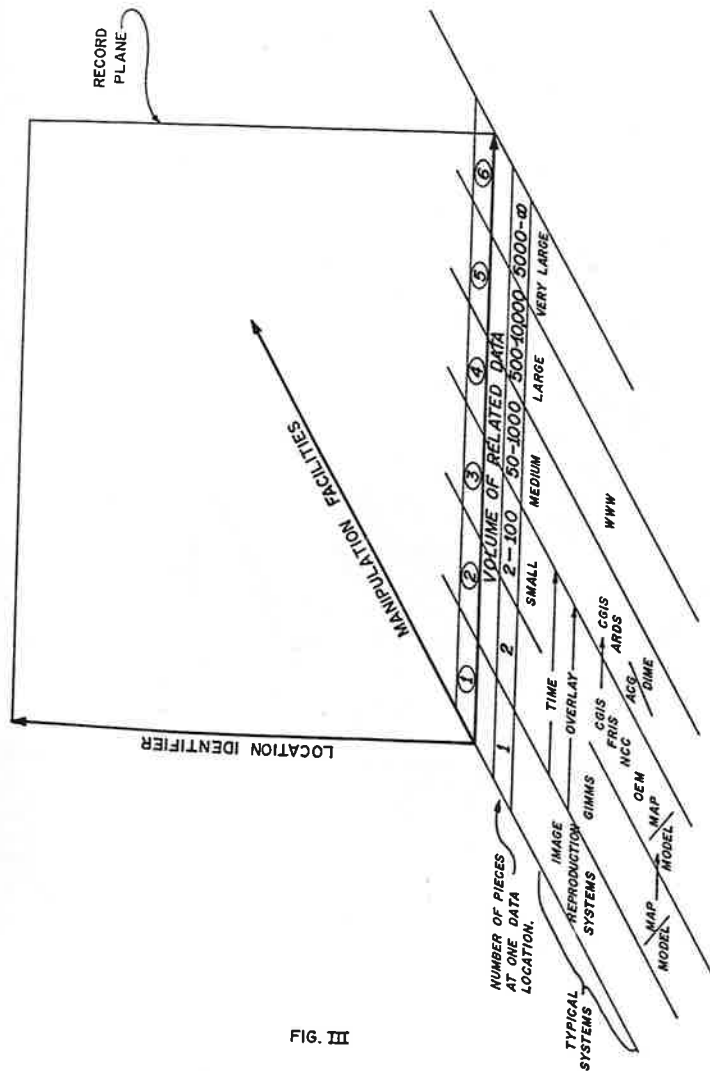 RECORD
PLANE
MANIPULATION FACILITIES
LOCATION IDENTIFIER
① ② ③ ④ ⑤ ⑥
VOLUME OF RELATED DATA
1 2 2-100 50-1000 500-10,000 5000-∞
SMALL MEDIUM LARGE VERY LARGE
NUMBER OF PIECES
AT ONE DATA
LOCATION.
TYPICAL
SYSTEMS
IMAGE
REPRODUCTION
SYSTEMS
TIME
OVERLAY
GIMMS
CGIS
FRIS
NCC
OEM
MAP
MODEL
MAP
MODEL
CGIS
ARDS
ACG
DIME
WWW
FIG. III